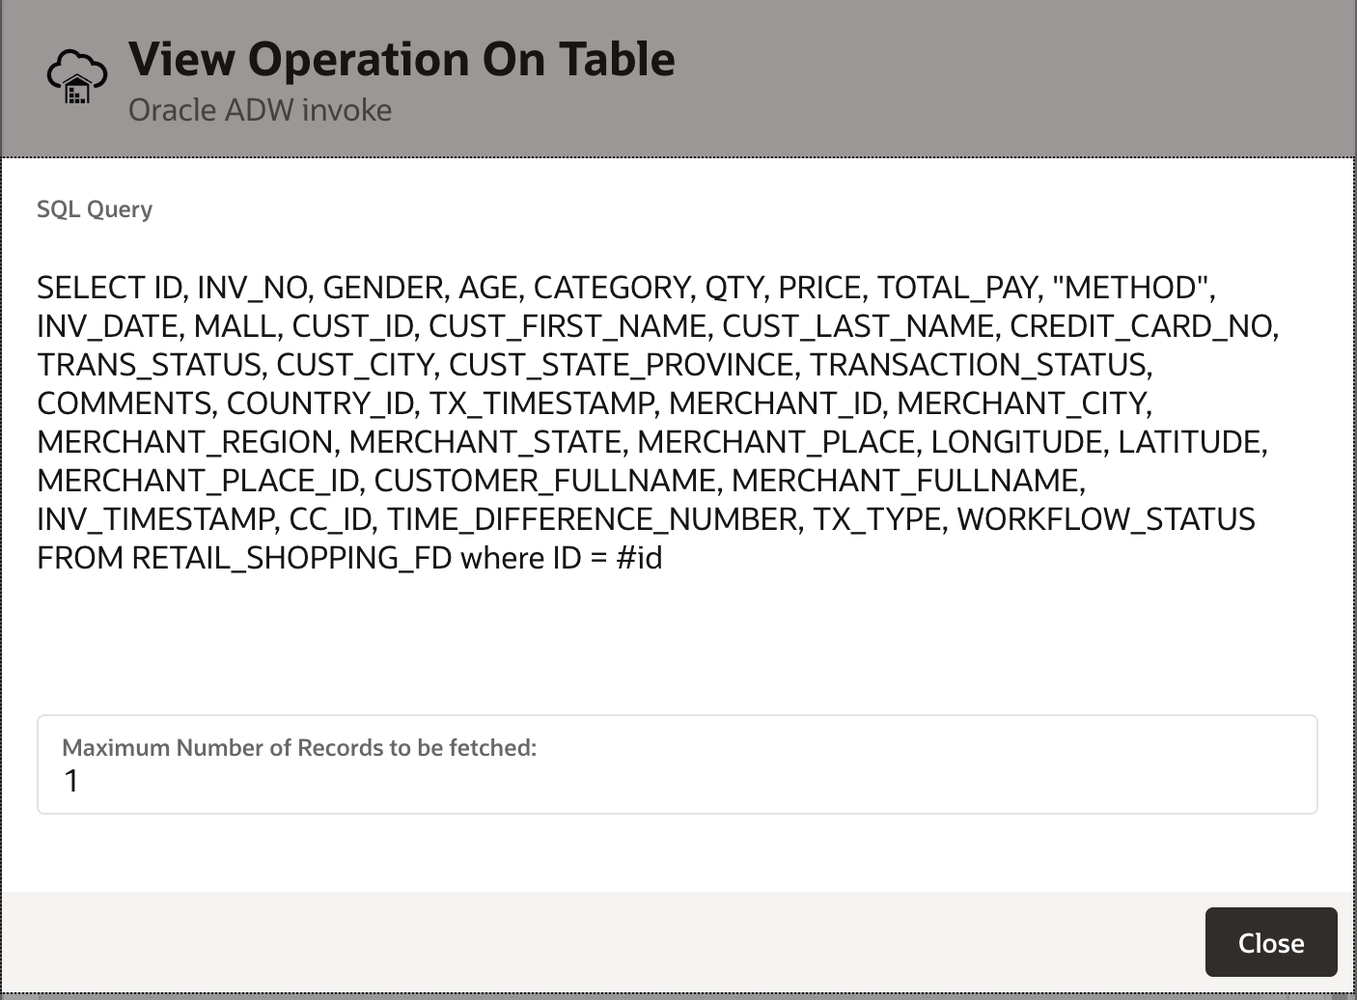 View Operation On Table
Oracle ADW invoke
SQL Query
SELECT ID, INV_NO, GENDER, AGE, CATEGORY, QTY, PRICE, TOTAL_PAY, "METHOD",
INV_DATE, MALL, CUST_ID, CUST_FIRST_NAME, CUST_LAST_NAME, CREDIT_CARD_NO,
TRANS_STATUS, CUST_CITY, CUST_STATE_PROVINCE, TRANSACTION_STATUS,
COMMENTS, COUNTRY_ID, TX_TIMESTAMP, MERCHANT_ID, MERCHANT_CITY,
MERCHANT_REGION, MERCHANT_STATE, MERCHANT_PLACE, LONGITUDE, LATITUDE,
MERCHANT_PLACE_ID, CUSTOMER_FULLNAME, MERCHANT_FULLNAME,
INV_TIMESTAMP, CC_ID, TIME_DIFFERENCE_NUMBER, TX_TYPE, WORKFLOW_STATUS
FROM RETAIL_SHOPPING_FD where ID = #id
Maximum Number of Records to be fetched:
1
Close